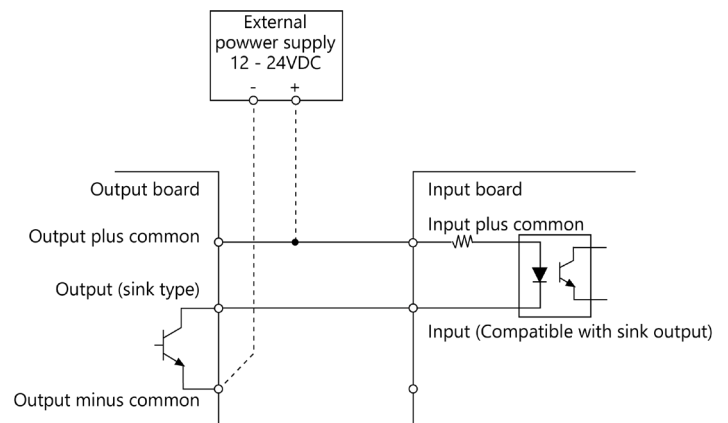 External
powwer supply
12 - 24VDC
- +
Output board
Input board
Output plus common
Input plus common
Output (sink type)
Input (Compatible with sink output)
Output minus common